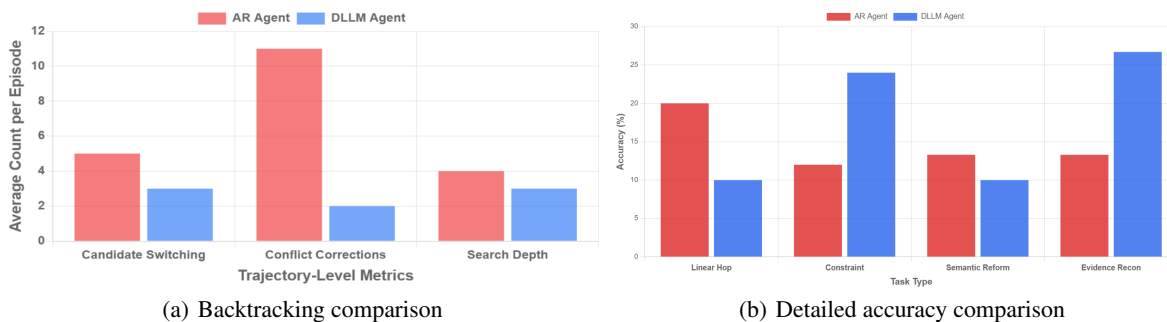 AR Agent DLLM Agent
12
10
8
6
4
2
0
Average Count per Episode
Candidate Switching Conflict Corrections Search Depth
Trajectory-Level Metrics
(a) Backtracking comparison
AR Agent DLLM Agent
30
25
20
15
10
5
0
Accuracy (%)
Linear Hop Constraint Semantic Reform Evidence Recon
Task Type
(b) Detailed accuracy comparison